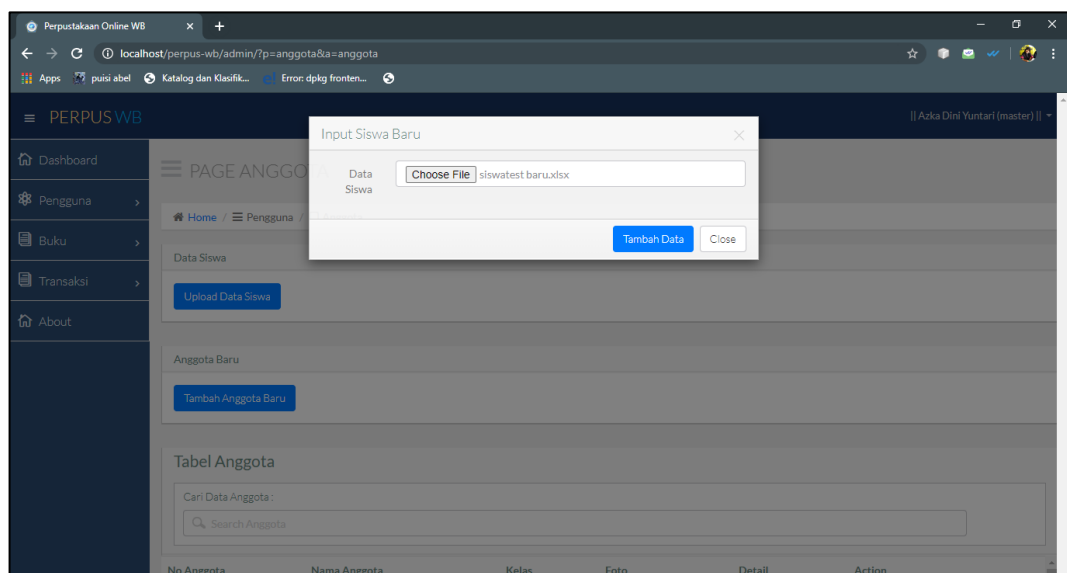 Perpustakaan Online WB
localhost/perpus-wb/admin/?p=anggota&a=anggota
Apps puisi abel Katalog dan Klasifik... Error: dpkg fronten...
PERPUS WB
|| Azka Dini Yuntari (master) ||
Dashboard
Pengguna
Buku
Transaksi
About
Input Siswa Baru
Data Siswa
Choose File siswatest baru.xlsx
Tambah Data Close
PAGE ANGGO
Home / Pengguna /
Data Siswa
Upload Data Siswa
Anggota Baru
Tambah Anggota Baru
Tabel Anggota
Cari Data Anggota :
Search Anggota
No Anggota Nama Anggota Kelas Foto Detail Action